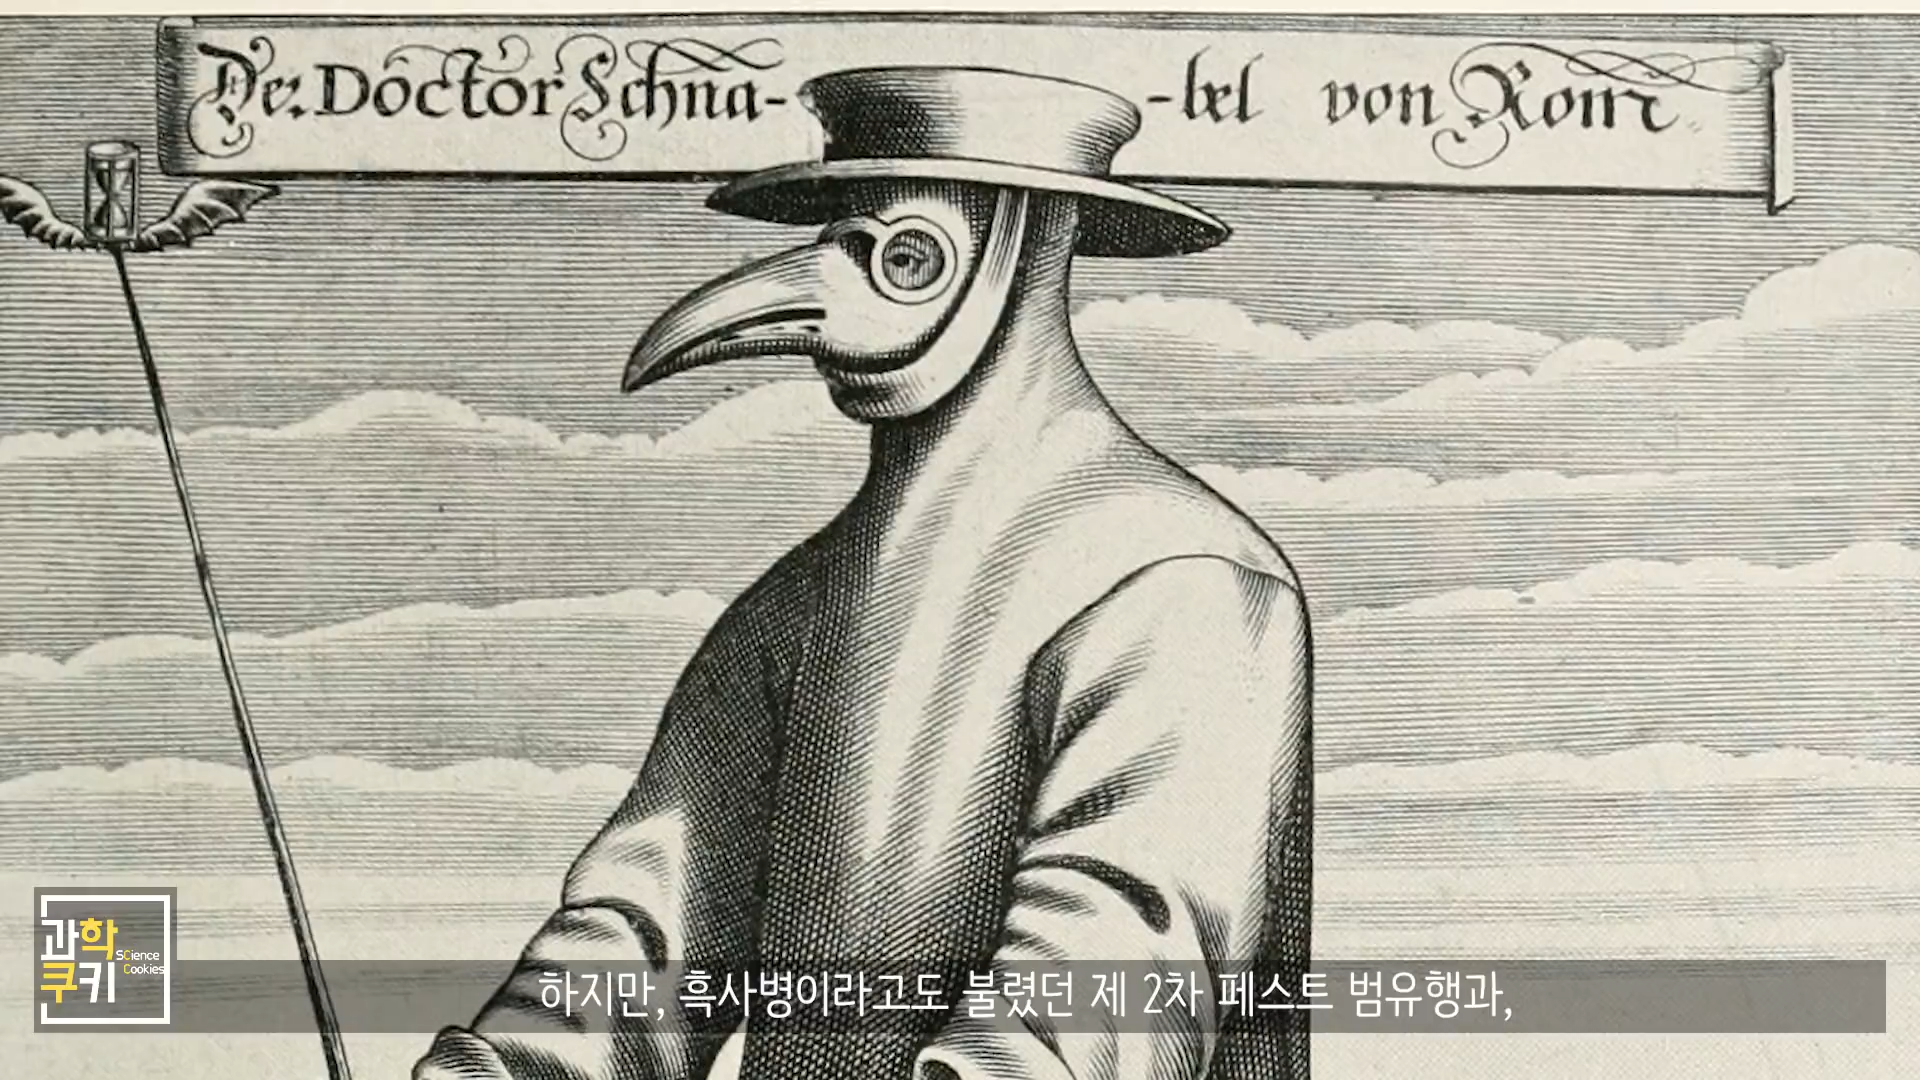 Der Doctor Schna-
-bel von Rom
과학
쿠키
Science
Cookies
하지만, 흑사병이라고도 불렸던 제 2차 페스트 범유행과,